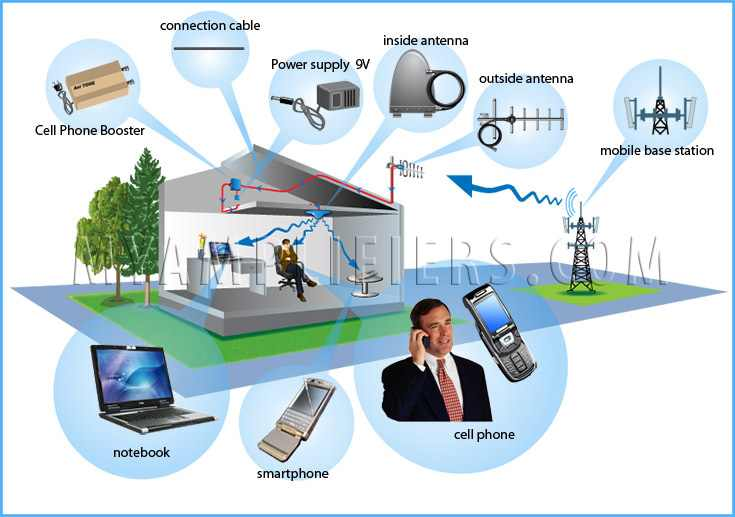 connection cable
inside antenna
Power supply 9V
outside antenna
Cell Phone Booster
mobile base station
MYAMPLIFIERS.COM
notebook
smartphone
cell phone